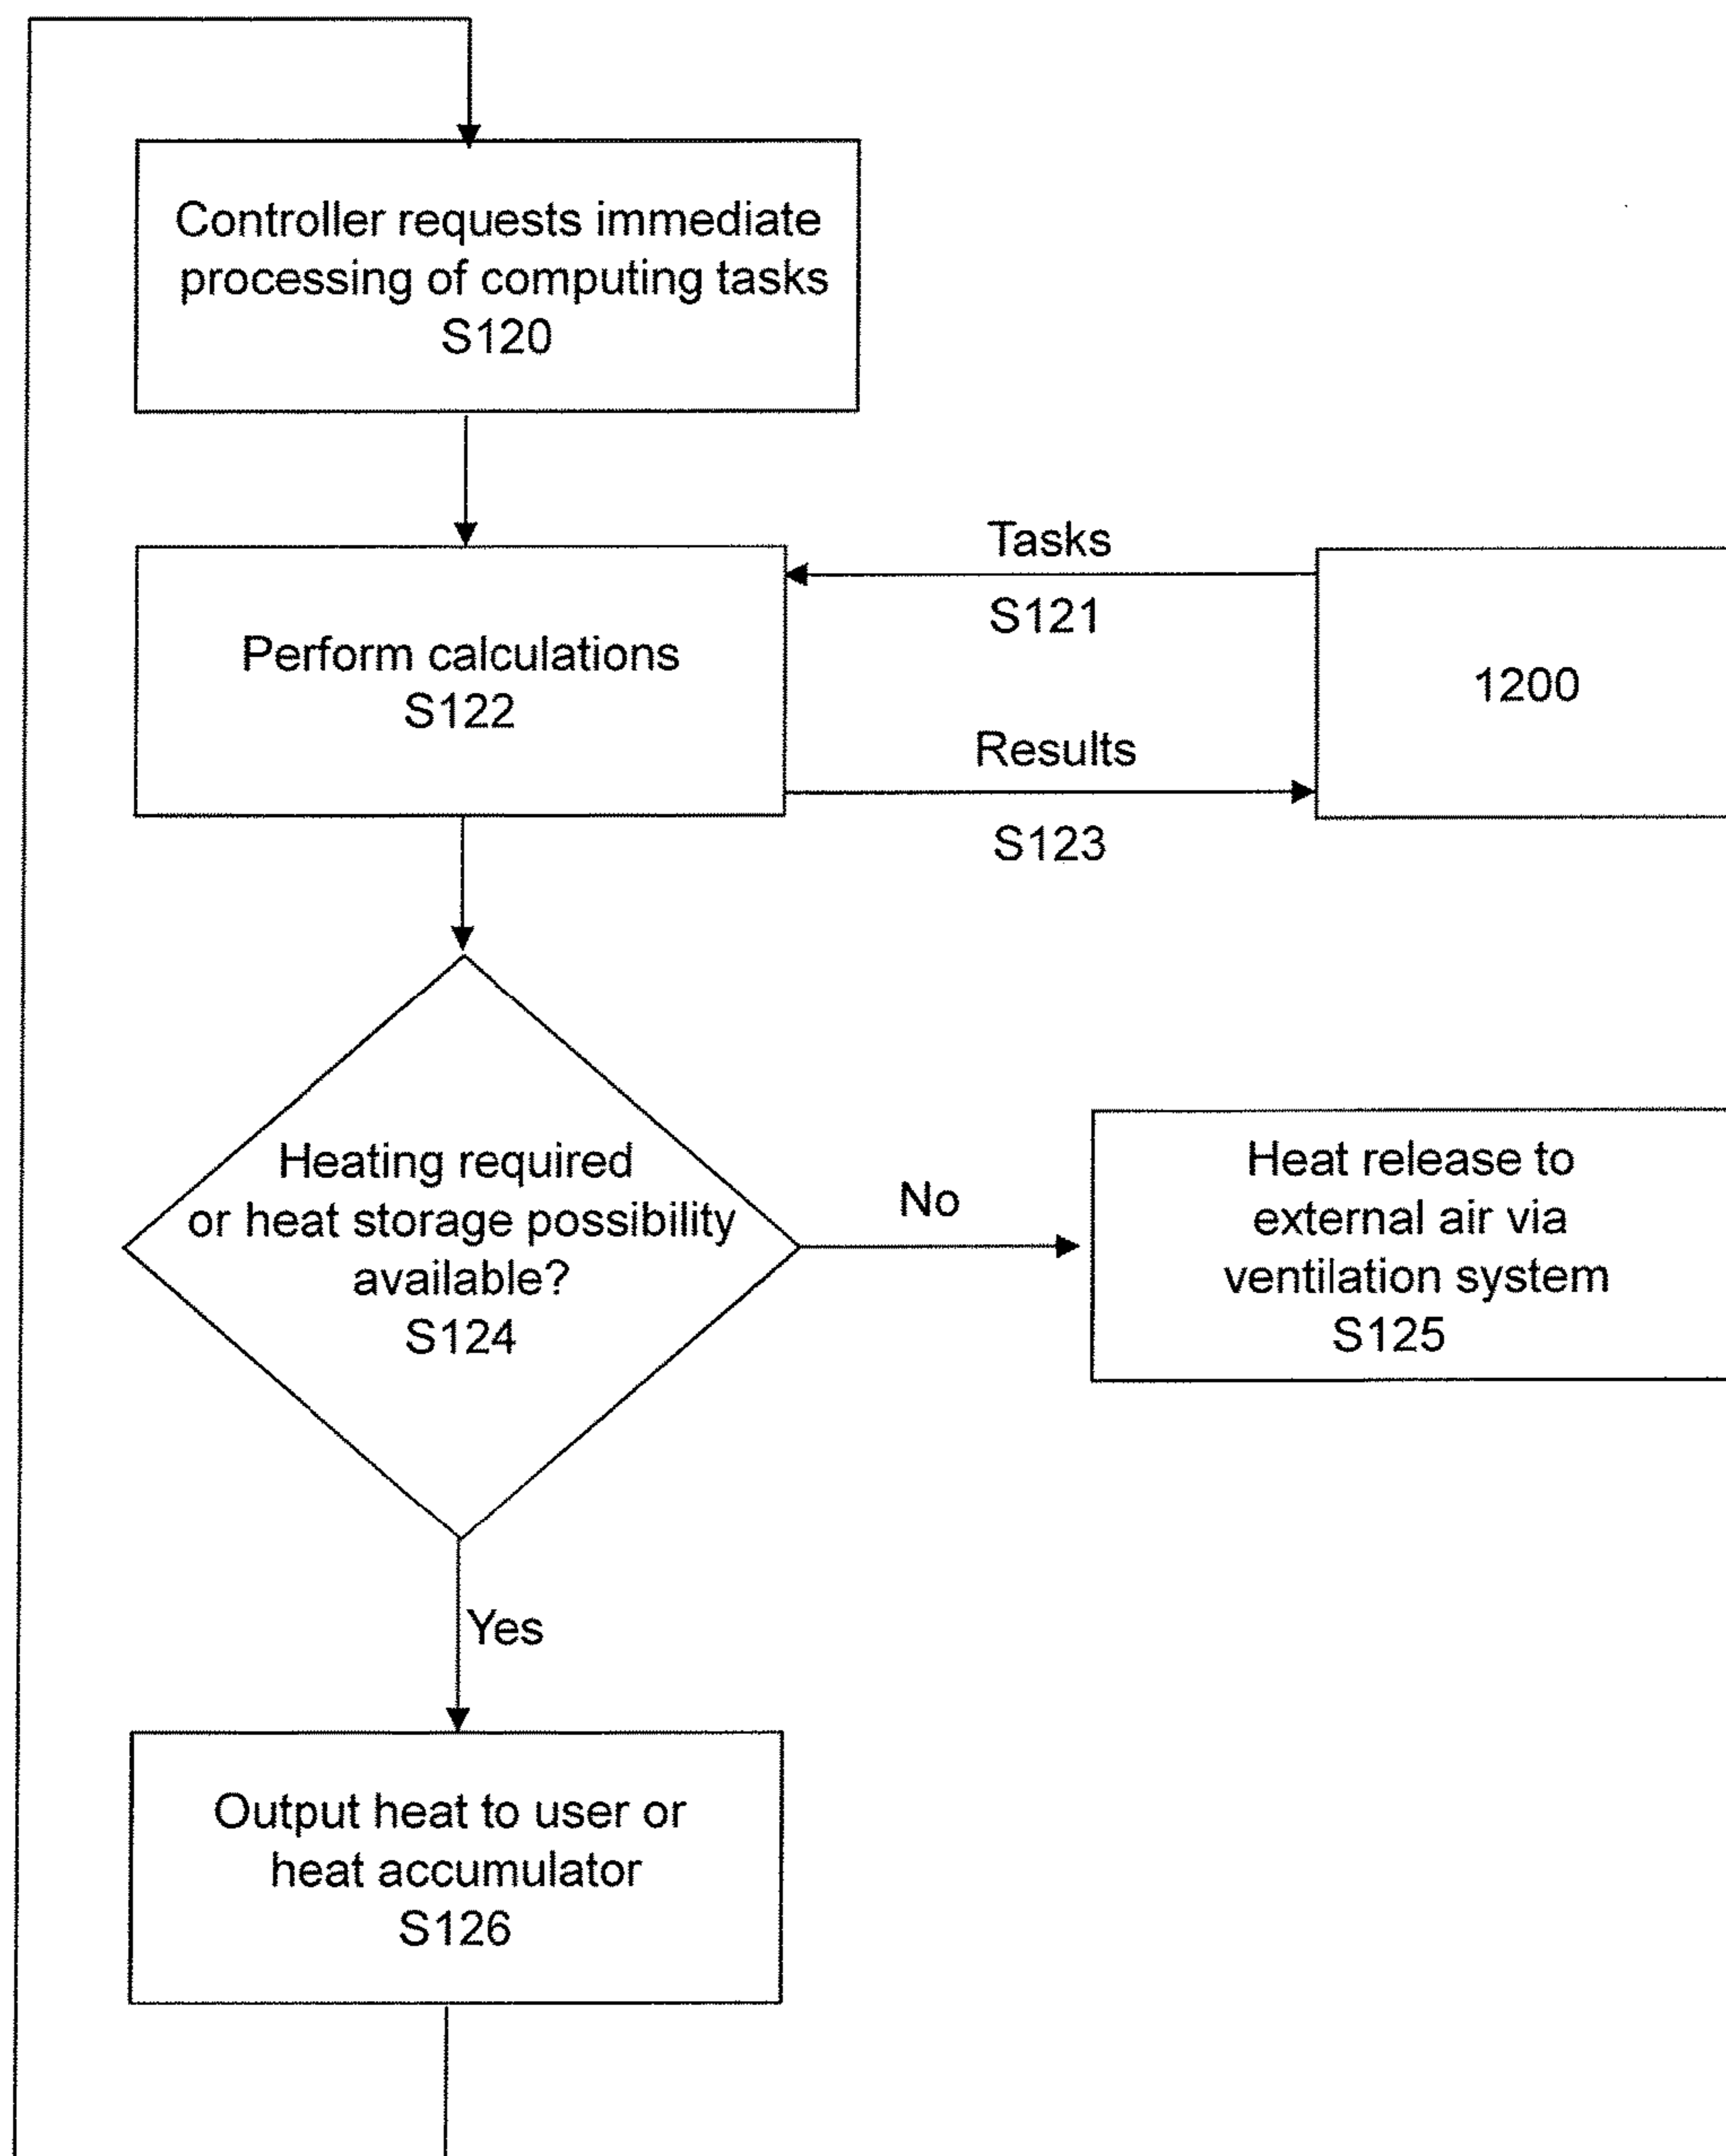 Controller requests immediate
processing of computing tasks
S120
Tasks
S121
Perform calculations
S122
1200
Results
S123
Heating required
or heat storage possibility
available?
S124
No
Heat release to
external air via
ventilation system
S125
Yes
Output heat to user or
heat accumulator
S126